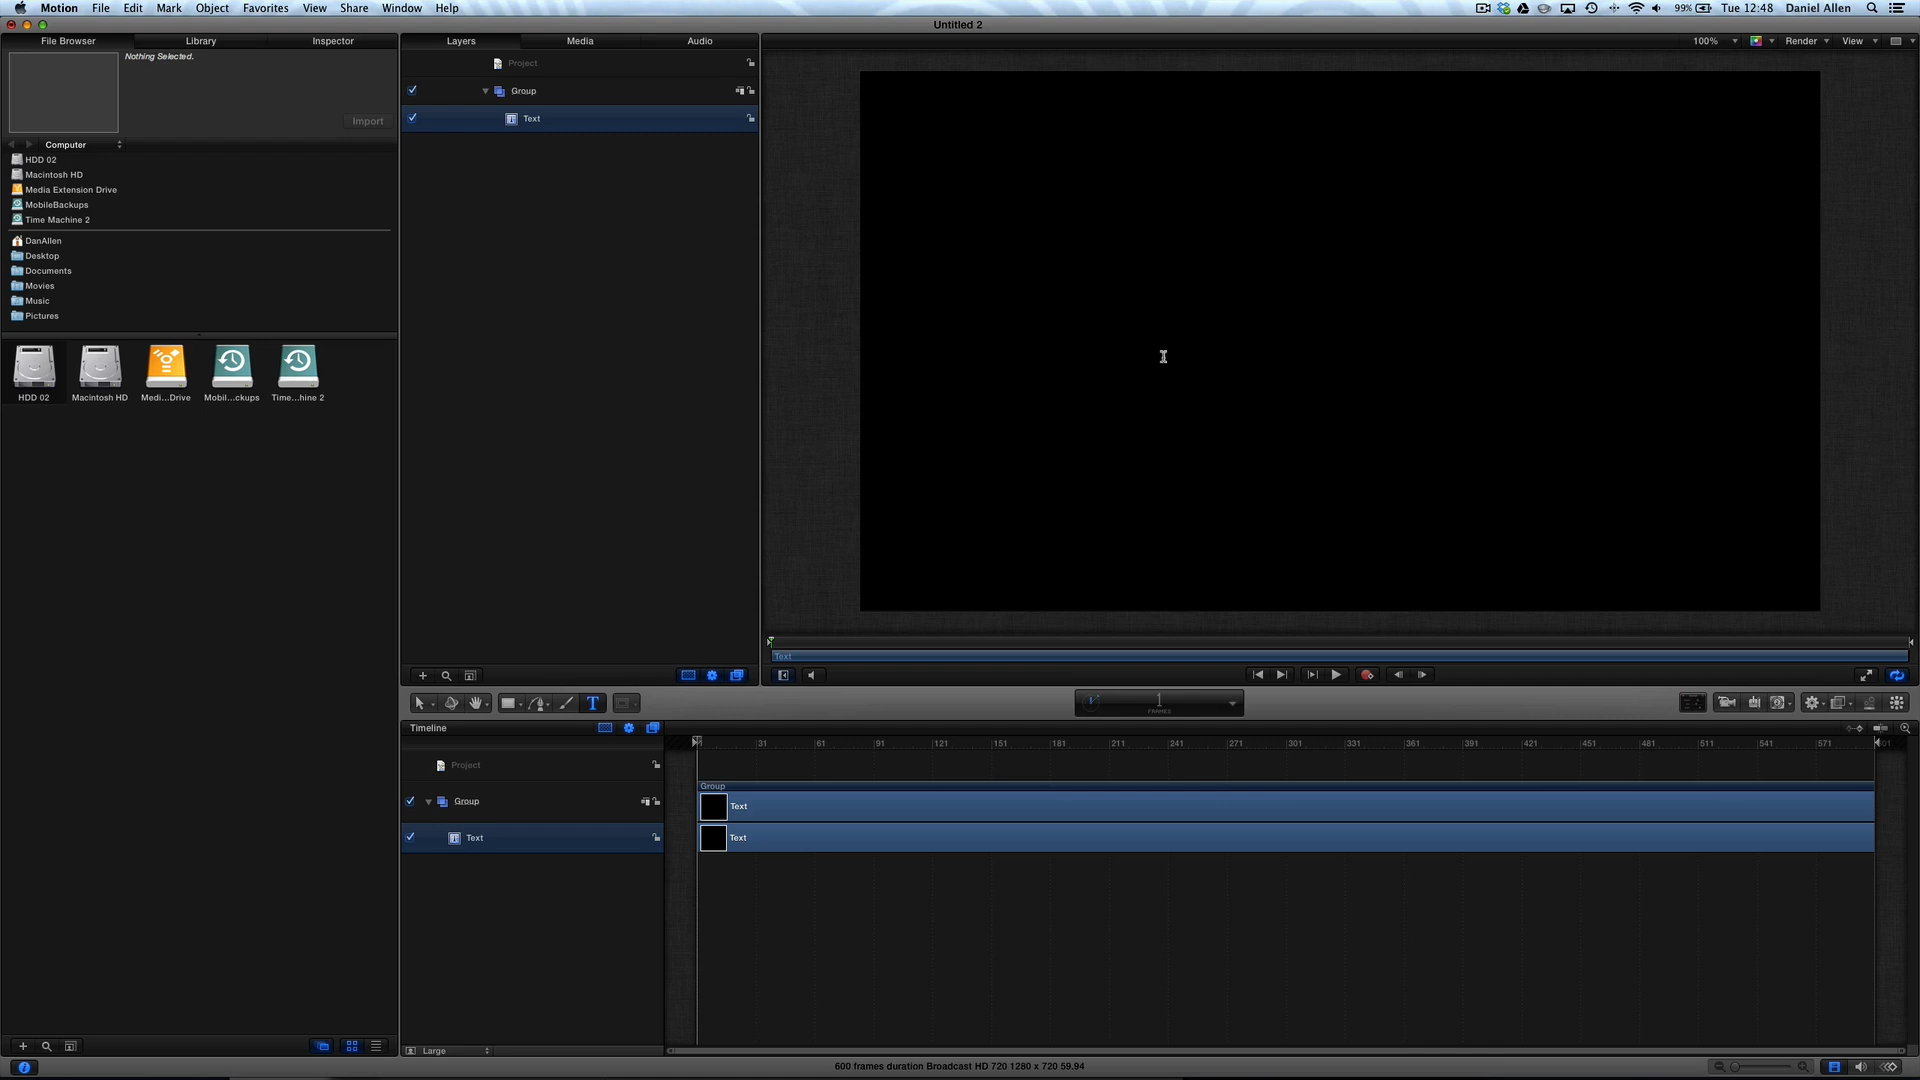 Motion File Edit Mark Object Favorites View Share Window Help 99% Tue 12:48 Daniel Allen
Untitled 2
File Browser Library Inspector
Nothing Selected.
Import
Computer
HDD 02
Macintosh HD
Media Extension Drive
MobileBackups
Time Machine 2
DanAllen
Desktop
Documents
Movies
Music
Pictures
HDD 02 Macintosh HD Medi...Drive Mobil...ckups Time...hine 2
Layers Media Audio
Project
Group
Text
100% Render View
Text
T
1
FRAMES
Timeline
31 61 91 121 151 181 211 241 271 301 331 361 391 421 451 481 511 541 571
Project
Group
Text
Group
Text
Text
Large
600 frames duration Broadcast HD 720 1280 x 720 59.94